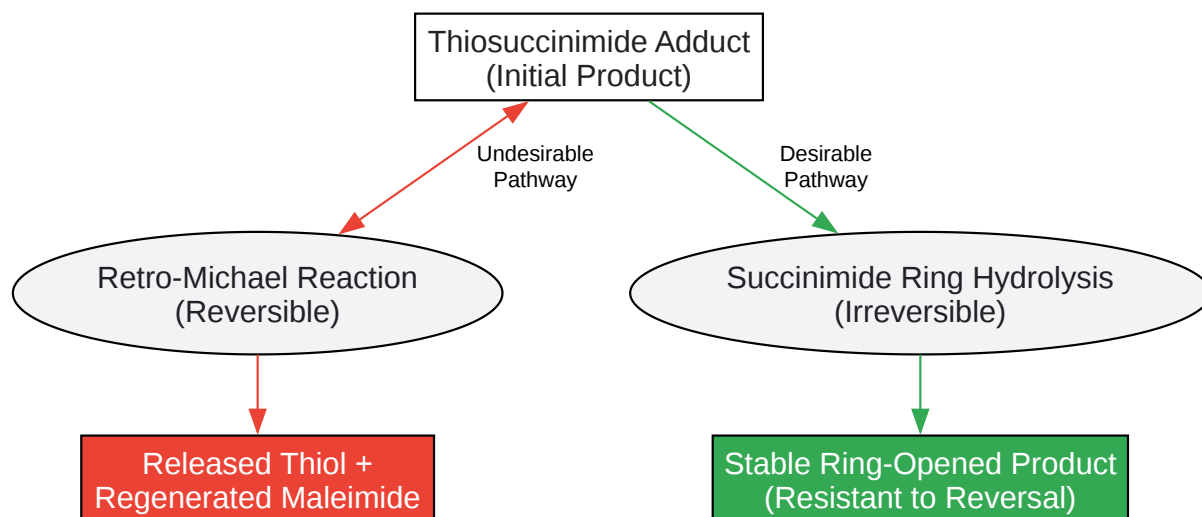 Thiosuccinimide Adduct
(Initial Product)
Undesirable
Pathway
Desirable
Pathway
Retro-Michael Reaction
(Reversible)
Succinimide Ring Hydrolysis
(Irreversible)
Released Thiol +
Regenerated Maleimide
Stable Ring-Opened Product
(Resistant to Reversal)